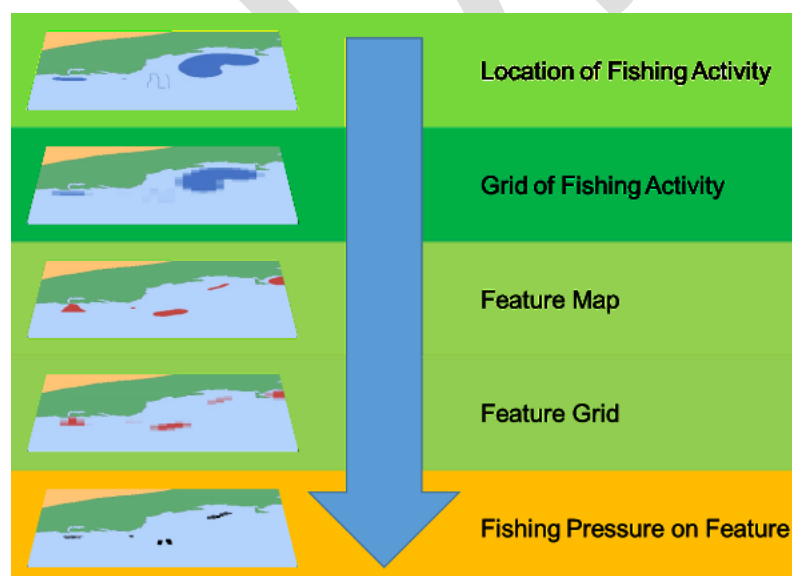 Location of Fishing Activity
Grid of Fishing Activity
Feature Map
Feature Grid
Fishing Pressure on Feature